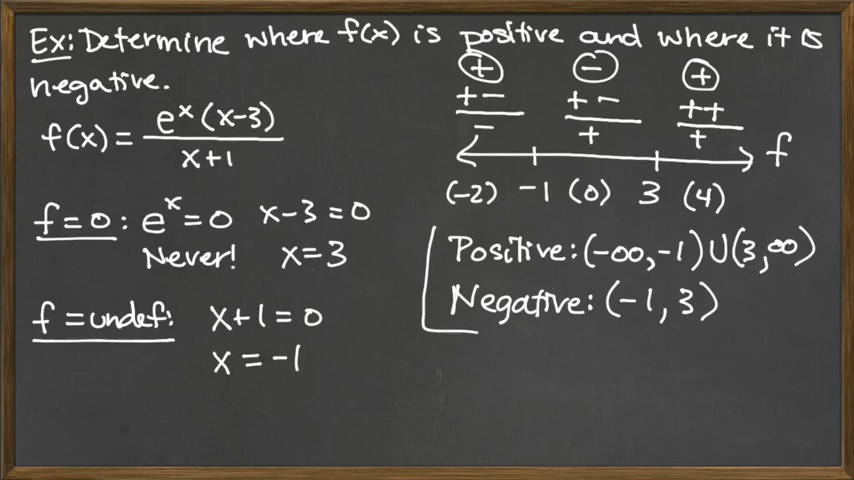 Ex: Determine where f(x) is positive and where it is
negative.
f(x) = e^x (x-3) / x+1
f=0: e^x = 0 x-3=0
Never! x=3
f=undef: x+1=0
x=-1
+ - +
+- +- ++
- + +
f
(-2) -1 (0) 3 (4)
Positive: (-∞,-1)∪(3,∞)
Negative: (-1,3)